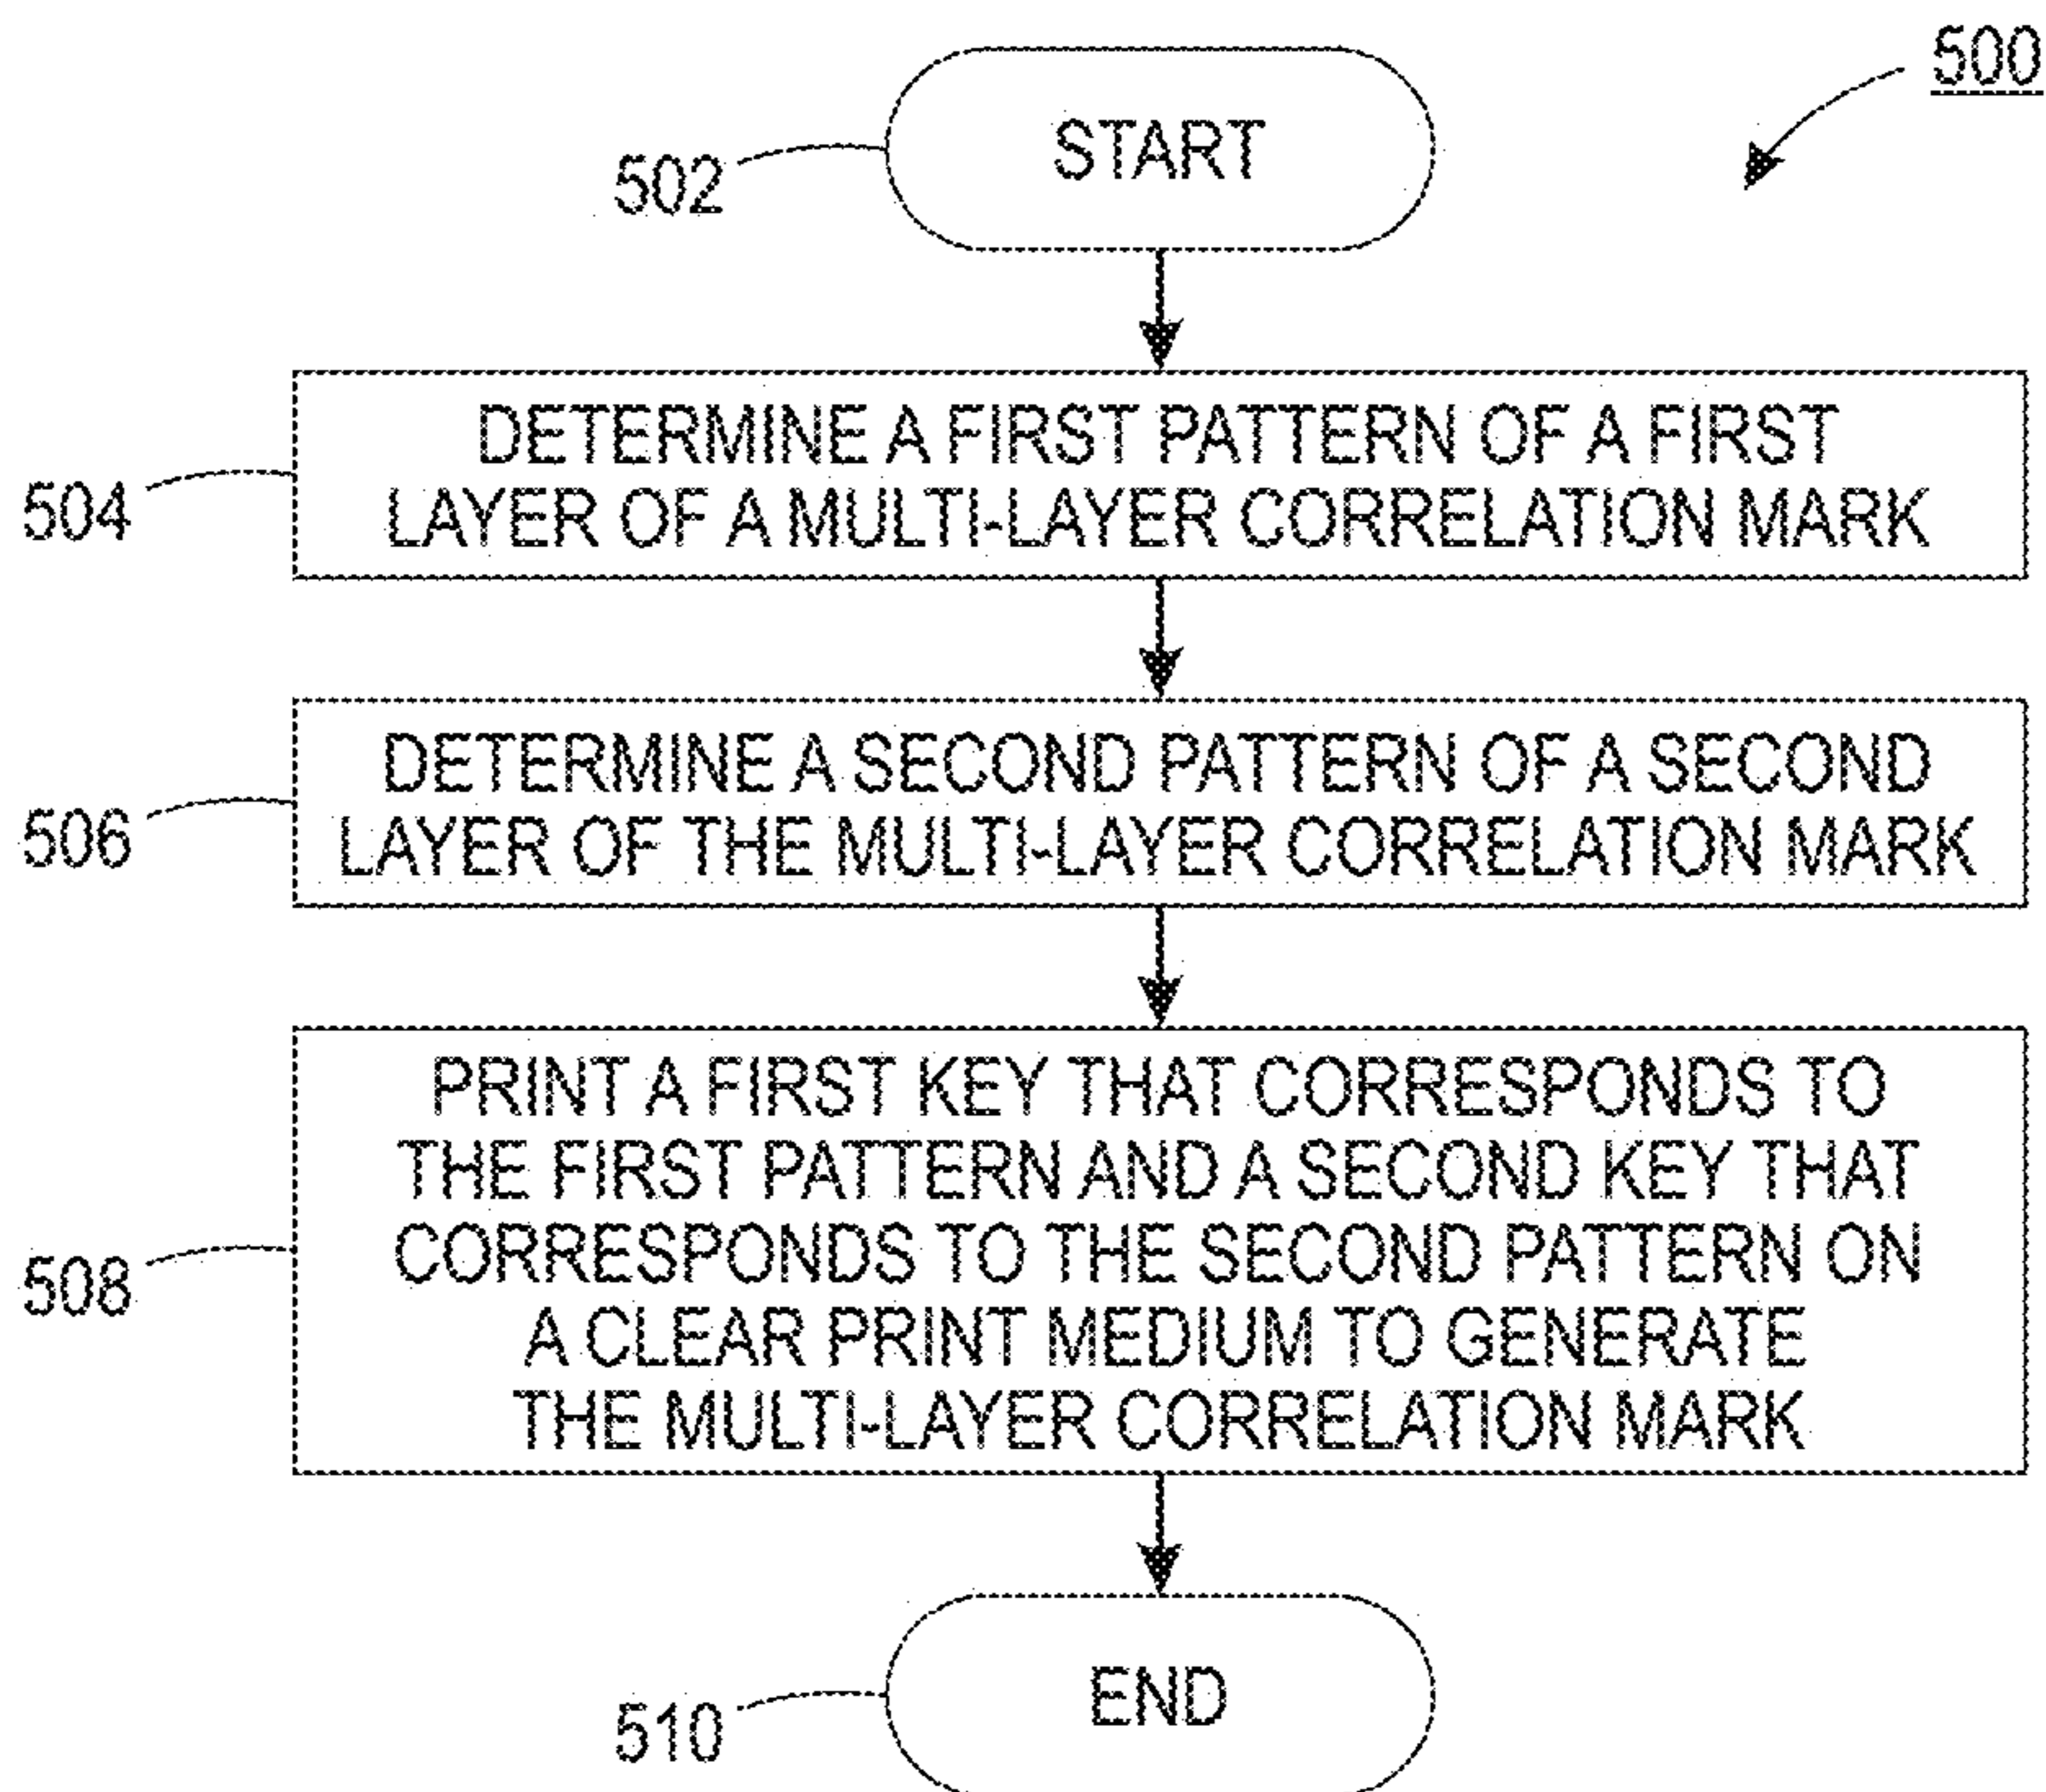 500
502
START
504
DETERMINE A FIRST PATTERN OF A FIRST
LAYER OF A MULTI-LAYER CORRELATION MARK
506
DETERMINE A SECOND PATTERN OF A SECOND
LAYER OF THE MULTI-LAYER CORRELATION MARK
508
PRINT A FIRST KEY THAT CORRESPONDS TO
THE FIRST PATTERN AND A SECOND KEY THAT
CORRESPONDS TO THE SECOND PATTERN ON
A CLEAR PRINT MEDIUM TO GENERATE
THE MULTI-LAYER CORRELATION MARK
510
END